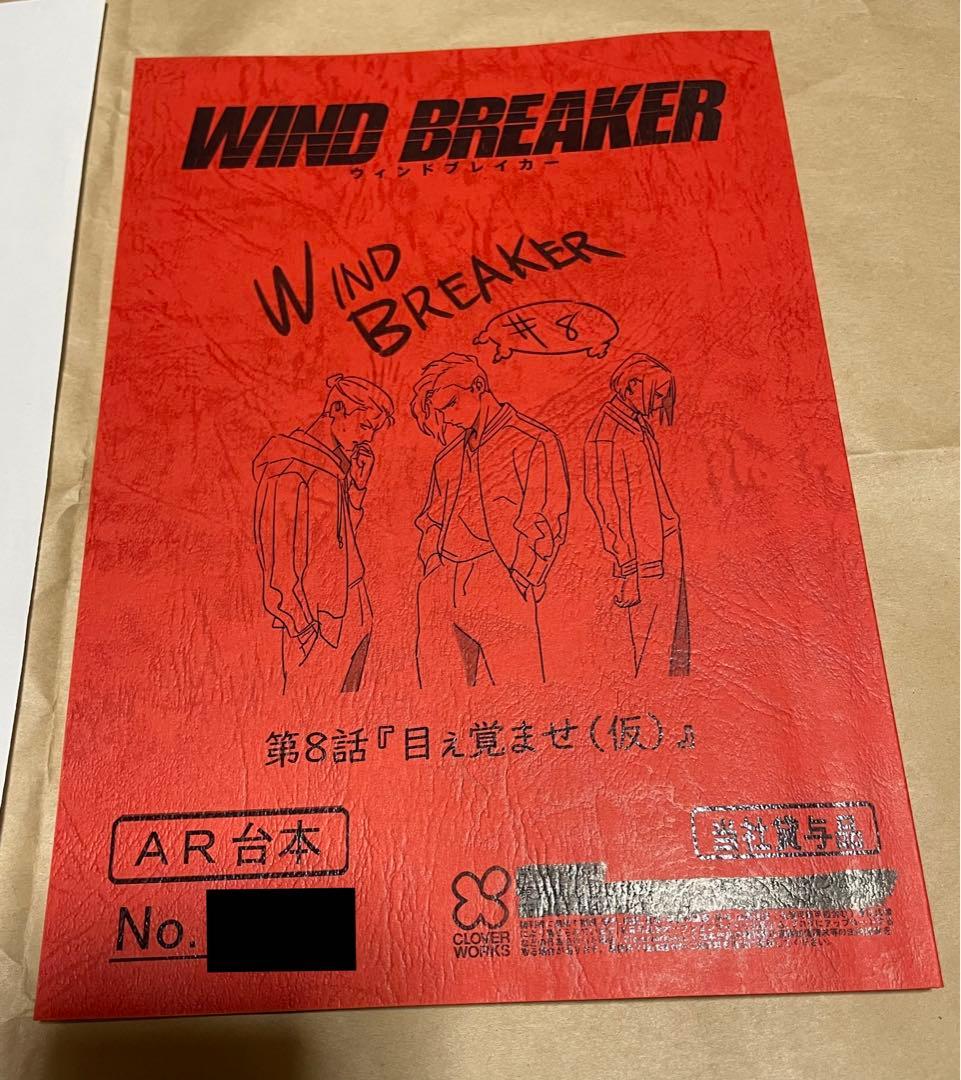 WIND BREAKER
ウィンドブレイカー
WIND
BREAKER
#8
第8話『目ぇ覚ませ(仮)』
AR台本
当社貸与品
No.
CLOVER
WORKS